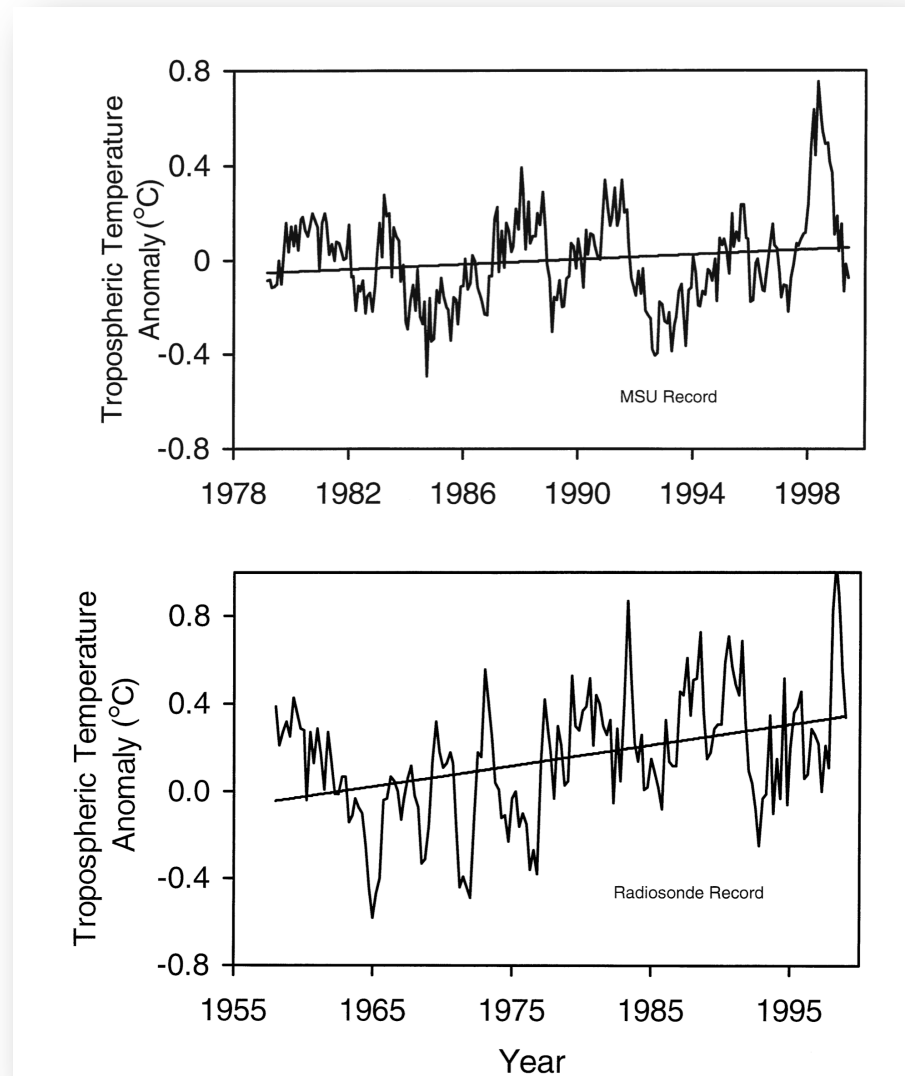 Tropospheric Temperature
Anomaly (°C)
0.8
0.4
0
-0.4
-0.8
MSU Record
1978 1982 1986 1990 1994 1998
Tropospheric Temperature
Anomaly (°C)
0.8
0.4
0.0
-0.4
-0.8
Radiosonde Record
1955 1965 1975 1985 1995
Year